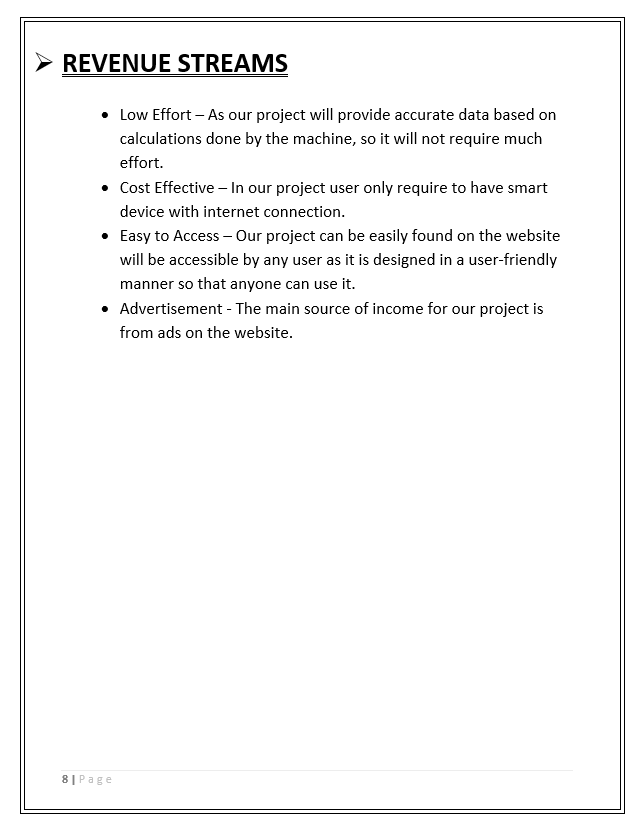 ➢ REVENUE STREAMS
• Low Effort – As our project will provide accurate data based on
calculations done by the machine, so it will not require much
effort.
• Cost Effective – In our project user only require to have smart
device with internet connection.
• Easy to Access – Our project can be easily found on the website
will be accessible by any user as it is designed in a user-friendly
manner so that anyone can use it.
• Advertisement - The main source of income for our project is
from ads on the website.
8 | Page